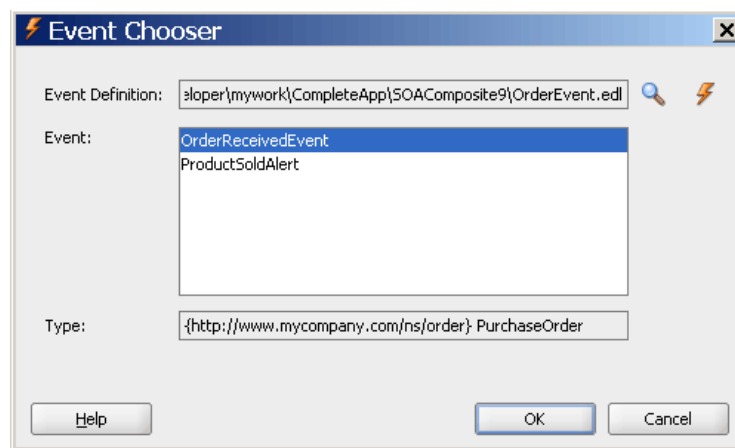 Event Chooser
Event Definition: :loper\mywork\CompleteApp\SOAComposite9\OrderEvent.edl
Event: OrderReceivedEvent
ProductSoldAlert
Type: {http://www.mycompany.com/ns/order} PurchaseOrder
Help OK Cancel